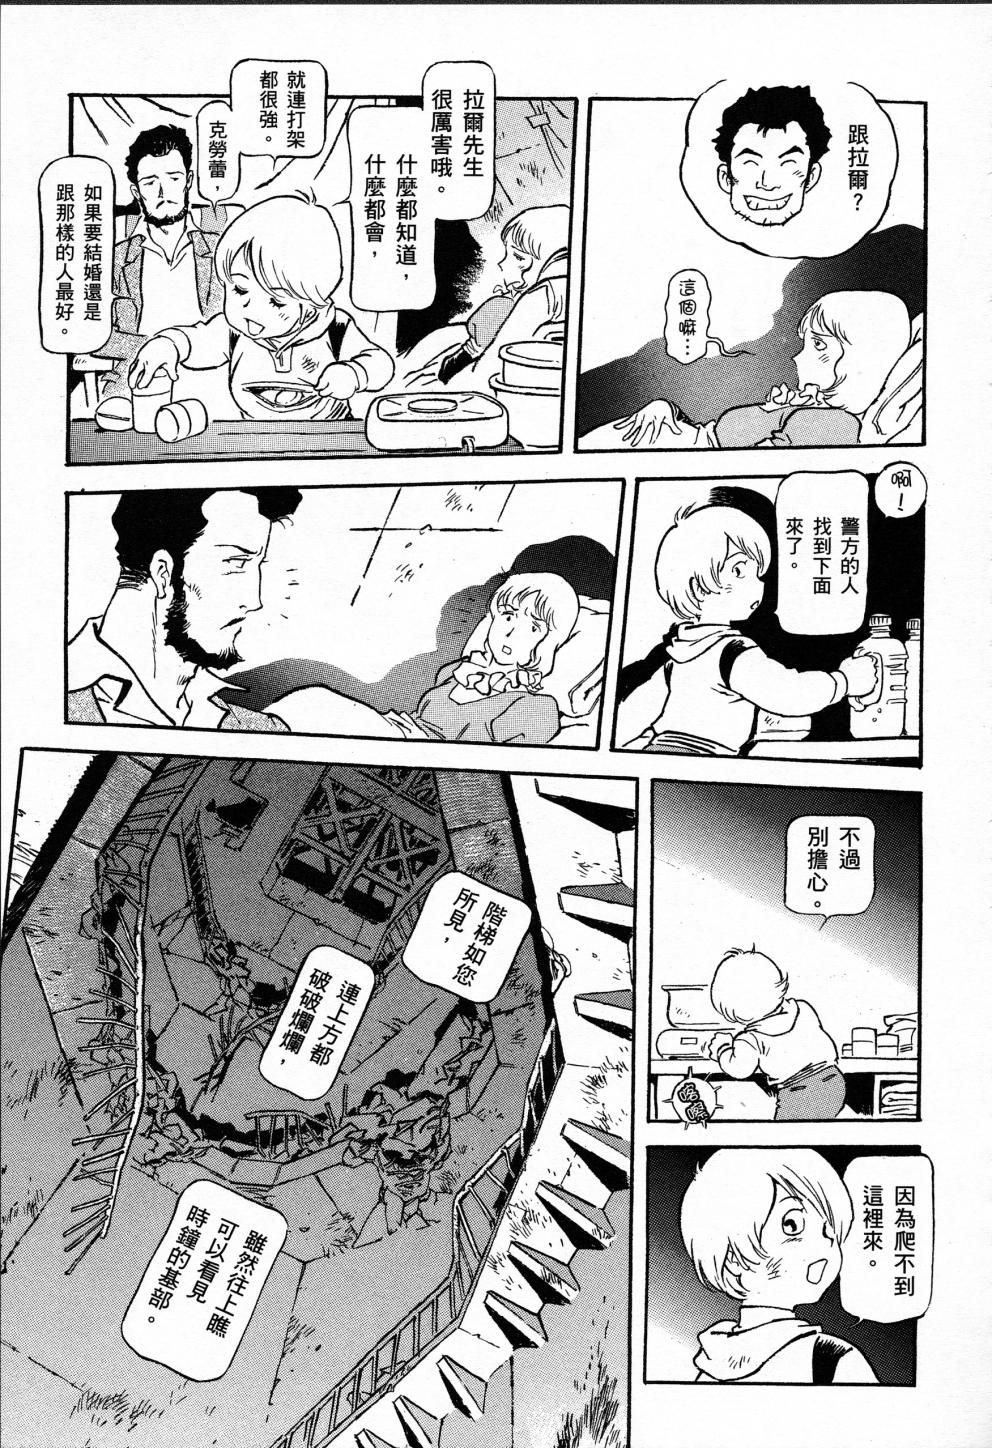 跟拉爾？
這個嘛…
拉爾先生
很厲害哦。
什麼都知道，
什麼都會，
就連打架
都很強。
克勞蕾，
如果要結婚還是
跟那樣的人最好。
啊！
警方的人
找到下面
來了。
不過
別擔心。
因為爬不到
這裡來。
階梯如您
所見，
連上方都
破破爛爛，
雖然往上瞧
可以看見
時鐘的基部。